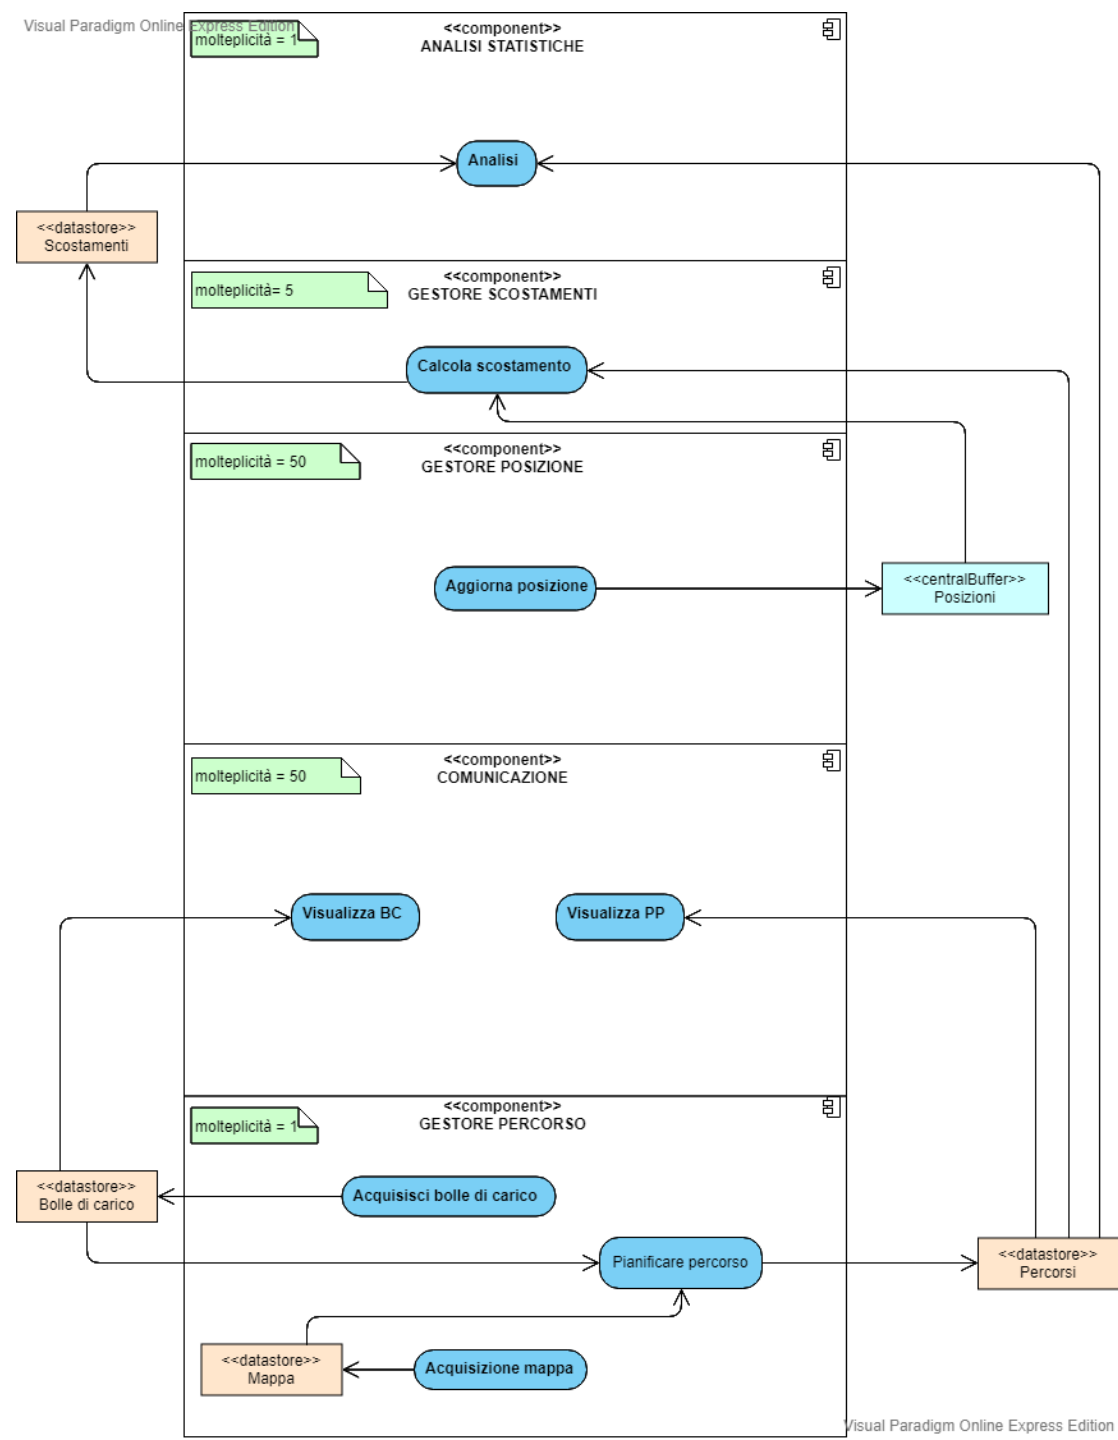 Visual Paradigm Online Express Edition
molteplicità = 1
<<component>>
ANALISI STATISTICHE
Analisi
<<datastore>>
Scostamenti
molteplicità= 5
<<component>>
GESTORE SCOSTAMENTI
Calcola scostamento
molteplicità = 50
<<component>>
GESTORE POSIZIONE
Aggiorna posizione
<<centralBuffer>>
Posizioni
molteplicità = 50
<<component>>
COMUNICAZIONE
Visualizza BC
Visualizza PP
molteplicità = 1
<<component>>
GESTORE PERCORSO
<<datastore>>
Bolle di carico
Acquisisci bolle di carico
Pianificare percorso
<<datastore>>
Percorsi
<<datastore>>
Mappa
Acquisizione mappa
Visual Paradigm Online Express Edition